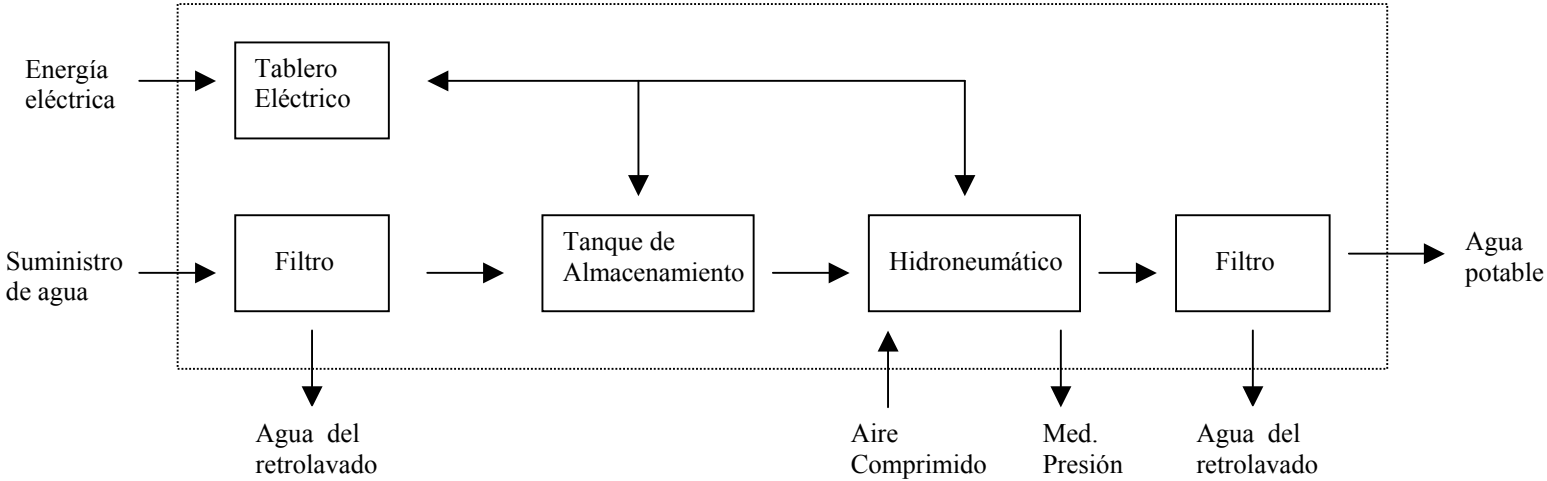 Energía
eléctrica
Tablero
Eléctrico
Suministro
de agua
Filtro
Tanque de
Almacenamiento
Hidroneumático
Filtro
Agua
potable
Agua del
retrolavado
Aire
Comprimido
Med.
Presión
Agua del
retrolavado